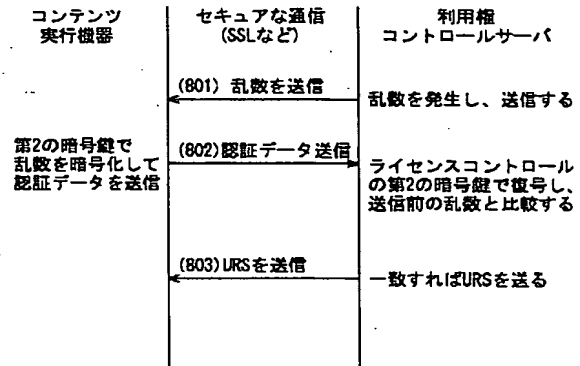 コンテンツ
実行機器
セキュアな通信
(SSLなど)
利用権
コントロールサーバ
(801) 乱数を送信
乱数を発生し、送信する
第2の暗号鍵で
乱数を暗号化して
認証データを送信
(802)認証データ送信
ライセンスコントロール
の第2の暗号鍵で復号し、
送信前の乱数と比較する
(803)URSを送信
一致すればURSを送る